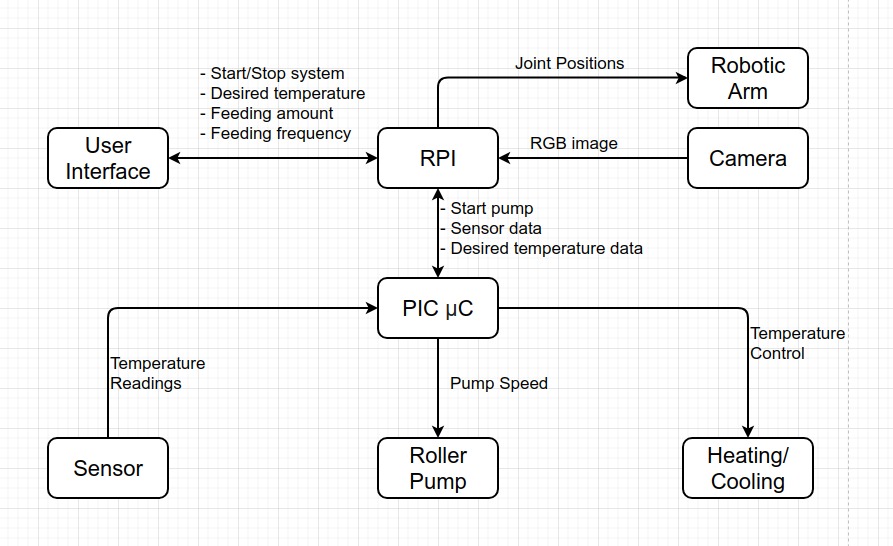 Joint Positions
Robotic
Arm
- Start/Stop system
- Desired temperature
- Feeding amount
- Feeding frequency
User
Interface
RPI
RGB image
Camera
- Start pump
- Sensor data
- Desired temperature data
PIC µC
Temperature
Readings
Pump Speed
Temperature
Control
Sensor
Roller
Pump
Heating/
Cooling